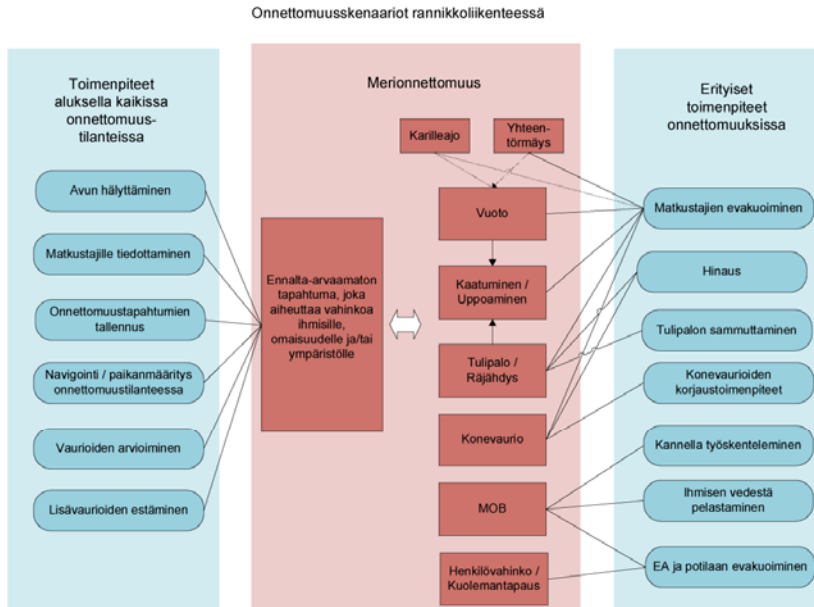 Onnettomuusskenaariot rannikkoliikenteessä
Toimenpiteet
aluksella kaikissa
onnettomuus-
tilanteissa
Avun hälyttäminen
Matkustajille tiedottaminen
Onnettomuustapahtumien
tallennus
Navigointi / paikanmääritys
onnettomuustilanteessa
Vaurioiden arvioiminen
Lisävaurioiden estäminen
Merionnettomuus
Ennalta-arvaamaton
tapahtuma, joka
aiheuttaa vahinkoa
ihmisille,
omaisuudelle ja/tai
ympäristölle
Karilleajo
Yhteen-
törmäys
Vuoto
Kaatuminen /
Uppoaminen
Tulipalo /
Räjähdys
Konevaurio
MOB
Henkilövahinko /
Kuolemantapaus
Erityiset
toimenpiteet
onnettomuuksissa
Matkustajien evakuoiminen
Hinaus
Tulipalon sammuttaminen
Konevaurioiden
korjaustoimenpiteet
Kannella työskenteleminen
Ihmisen vedestä
pelastaminen
EA ja potilaan evakuoiminen